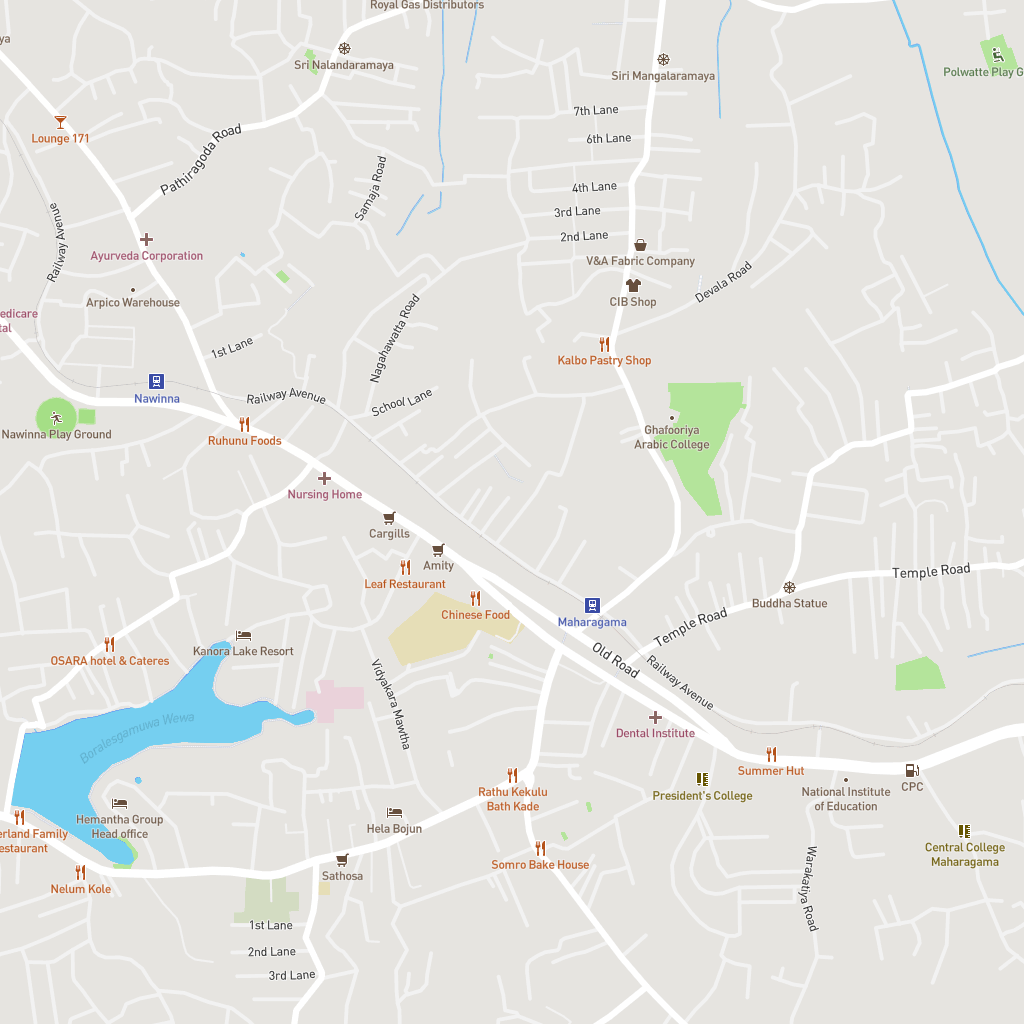 Royal Gas Distributors
ya
Sri Nalandaramaya
Siri Mangalaramaya
Polwatte Play G
7th Lane
Lounge 171
Pathiragoda Road
6th Lane
Samaja Road
4th Lane
3rd Lane
Railway Avenue
2nd Lane
Ayurveda Corporation
V&A Fabric Company
Devala Road
Arpico Warehouse
CIB Shop
edicare
tal
Nagahawatta Road
1st Lane
Kalbo Pastry Shop
Nawinna
Railway Avenue
School Lane
Nawinna Play Ground
Ruhunu Foods
Ghafooriya
Arabic College
Nursing Home
Cargills
Amity
Leaf Restaurant
Temple Road
Chinese Food
Maharagama
Buddha Statue
Temple Road
Kanora Lake Resort
OSARA hotel & Cateres
Old Road
Railway Avenue
Vidyakara Mawtha
Boralesgamuwa Wewa
Dental Institute
Summer Hut
CPC
President's College
National Institute
of Education
Rathu Kekulu
Bath Kade
Hemantha Group
Head office
Hela Bojun
erland Family
estaurant
Central College
Maharagama
Somro Bake House
Sathosa
Nelum Kole
Warakatiya Road
1st Lane
2nd Lane
3rd Lane